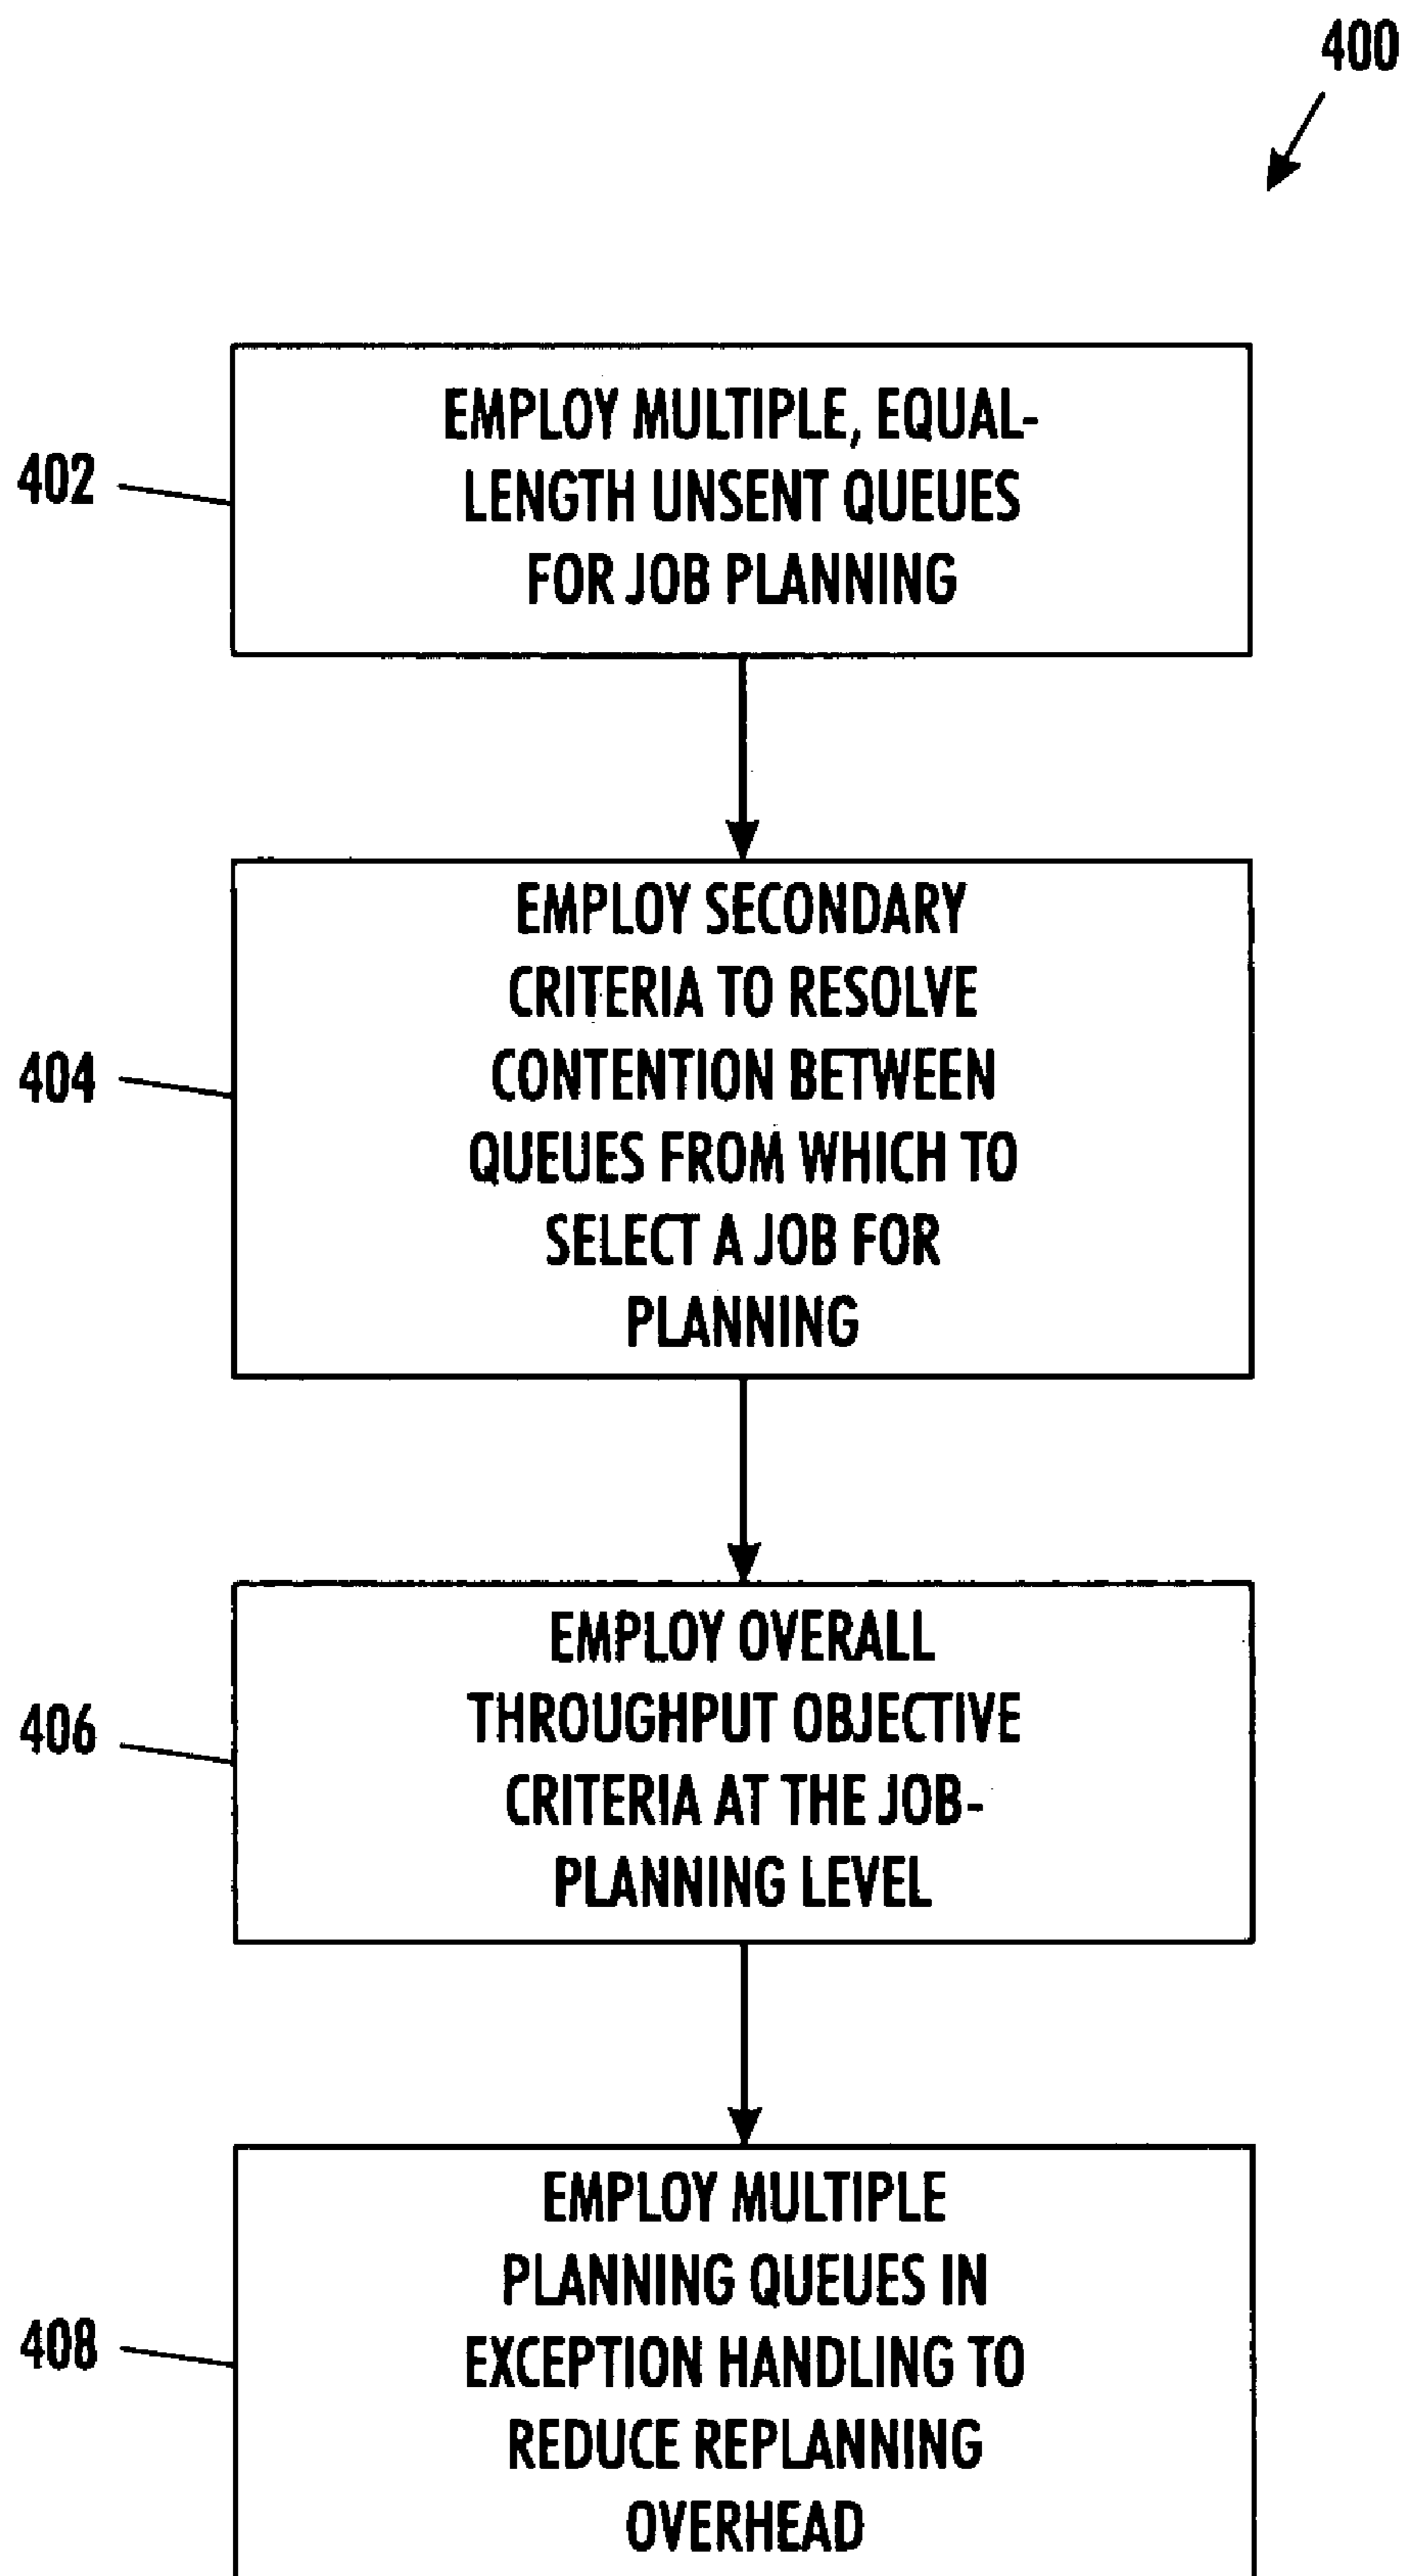 400
402
EMPLOY MULTIPLE, EQUAL-
LENGTH UNSENT QUEUES
FOR JOB PLANNING
404
EMPLOY SECONDARY
CRITERIA TO RESOLVE
CONTENTION BETWEEN
QUEUES FROM WHICH TO
SELECT A JOB FOR
PLANNING
406
EMPLOY OVERALL
THROUGHPUT OBJECTIVE
CRITERIA AT THE JOB-
PLANNING LEVEL
408
EMPLOY MULTIPLE
PLANNING QUEUES IN
EXCEPTION HANDLING TO
REDUCE REPLANNING
OVERHEAD